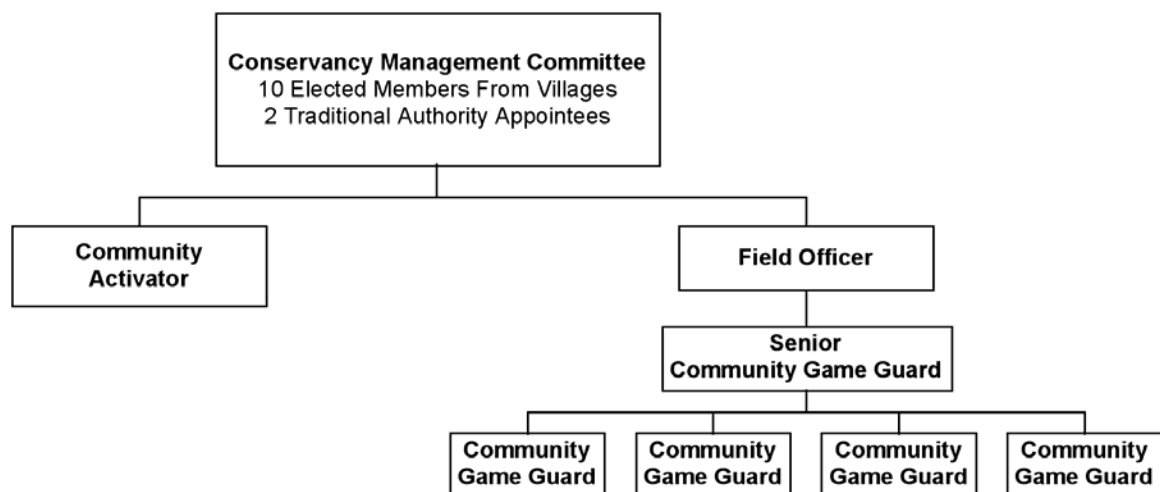 Conservancy Management Committee
10 Elected Members From Villages
2 Traditional Authority Appointees
Community
Activator
Field Officer
Senior
Community Game Guard
Community
Game Guard
Community
Game Guard
Community
Game Guard
Community
Game Guard